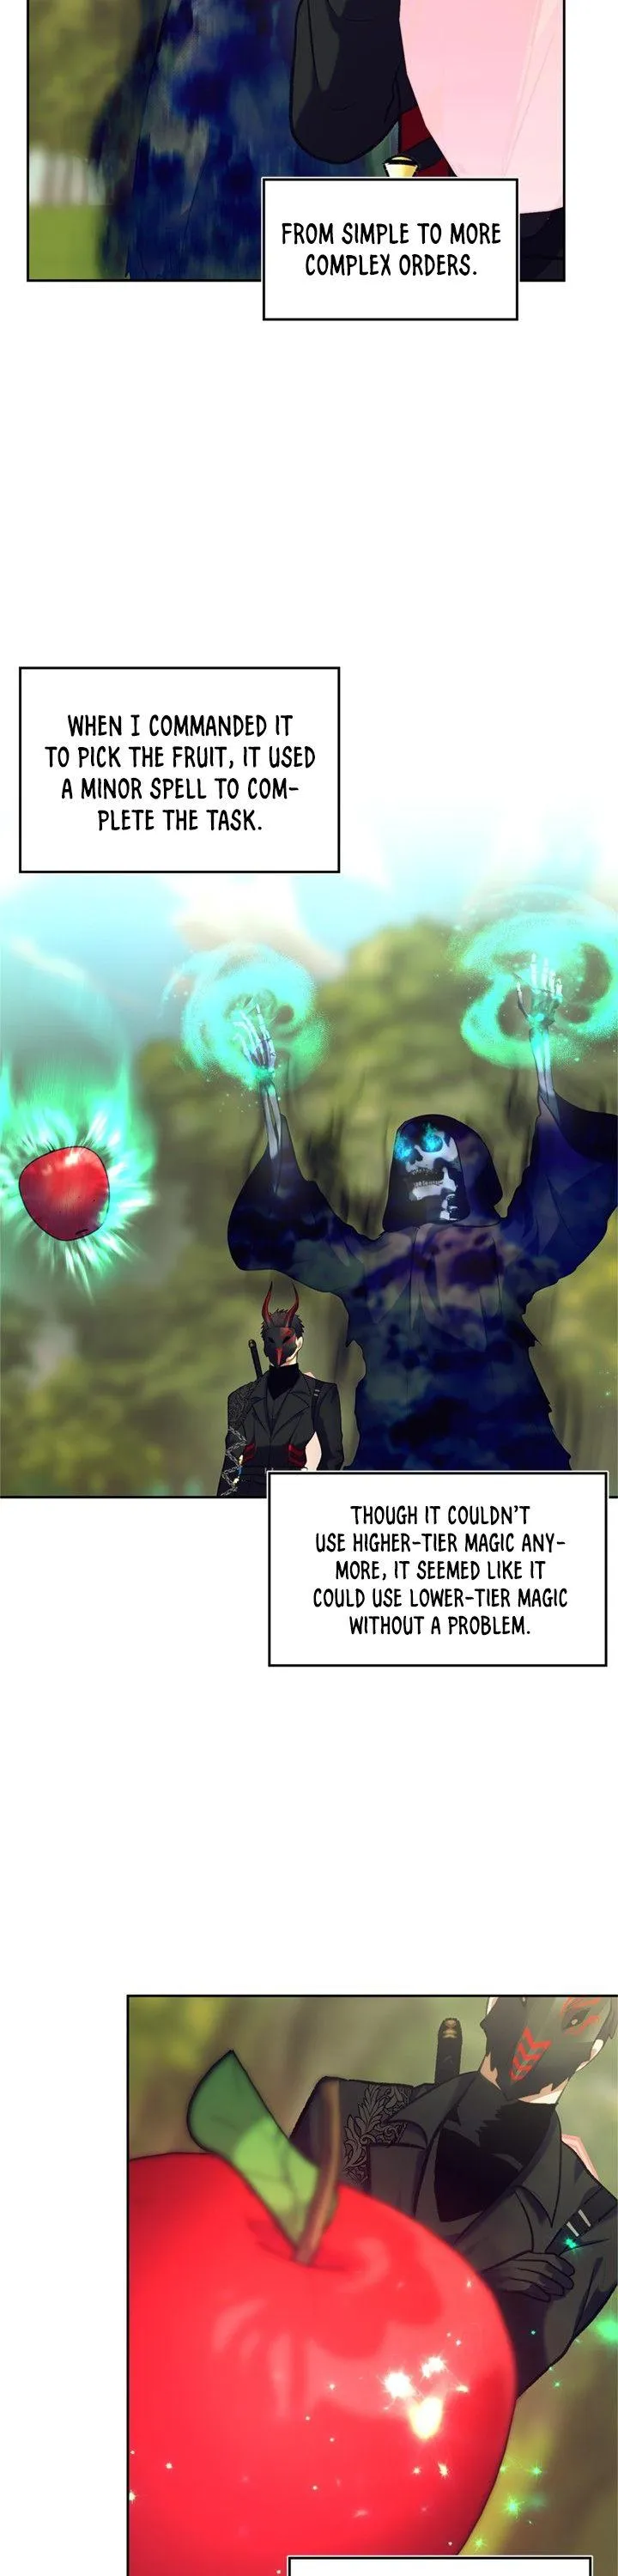 FROM SIMPLE TO MORE
COMPLEX ORDERS.
WHEN I COMMANDED IT
TO PICK THE FRUIT, IT USED
A MINOR SPELL TO COM-
PLETE THE TASK.
THOUGH IT COULDN'T
USE HIGHER-TIER MAGIC ANY-
MORE, IT SEEMED LIKE IT
COULD USE LOWER-TIER MAGIC
WITHOUT A PROBLEM.